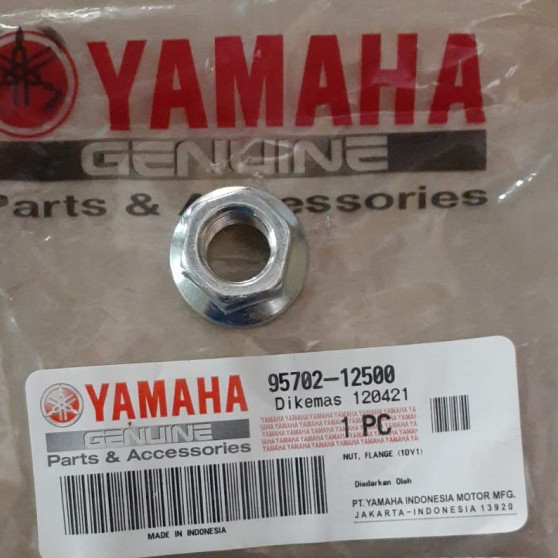 YAMAHA
GENUINE
Parts & Accessories
YAMAHA
GENUINE
Parts & Accessories
MADE IN INDONESIA
95702-12500
Dikemas 120421
1 PC
NUT, FLANGE (1DY1)
Diedarkan Oleh
PT.YAMAHA INDONESIA MOTOR MFG.
JAKARTA-INDONESIA 13920